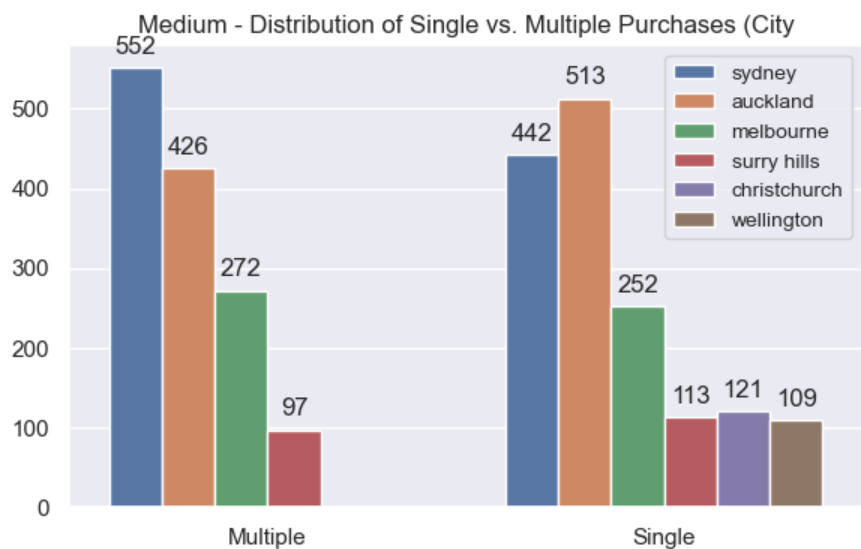 Medium - Distribution of Single vs. Multiple Purchases (City
552
426
272
97
442
513
252
113
121
109
sydney
auckland
melbourne
surry hills
christchurch
wellington
500
400
300
200
100
0
Multiple
Single